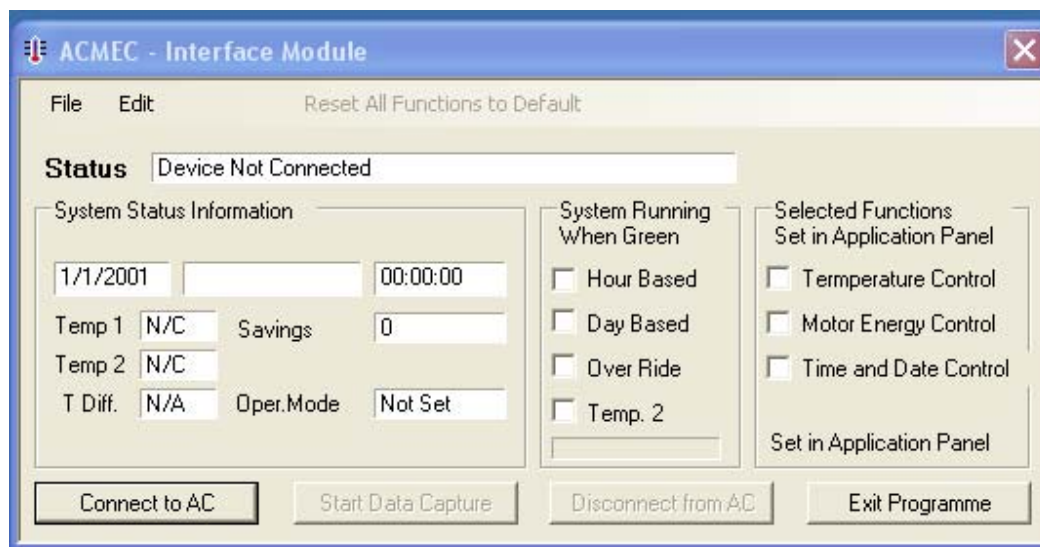 ACMEC - Interface Module
File Edit Reset All Functions to Default
Status Device Not Connected
System Status Information
1/1/2001 00:00:00
Temp 1 N/C Savings 0
Temp 2 N/C
T Diff. N/A Oper.Mode Not Set
System Running
When Green
Hour Based
Day Based
Over Ride
Temp. 2
Selected Functions
Set in Application Panel
Termperature Control
Motor Energy Control
Time and Date Control
Set in Application Panel
Connect to AC Start Data Capture Disconnect from AC Exit Programme